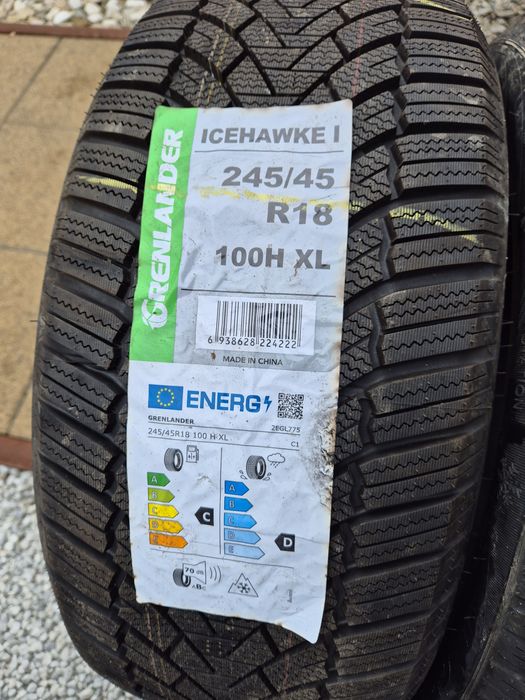 GRENLANDER
ICEHAWKE I
245/45
R18
100H XL
6 938628 224222
MADE IN CHINA
ENERG
GRENLANDER
2EGL775
245/45R18 100 H XL
C1
A
B
C
D
E
C
A
B
C
D
E
D
70 dB
ABC